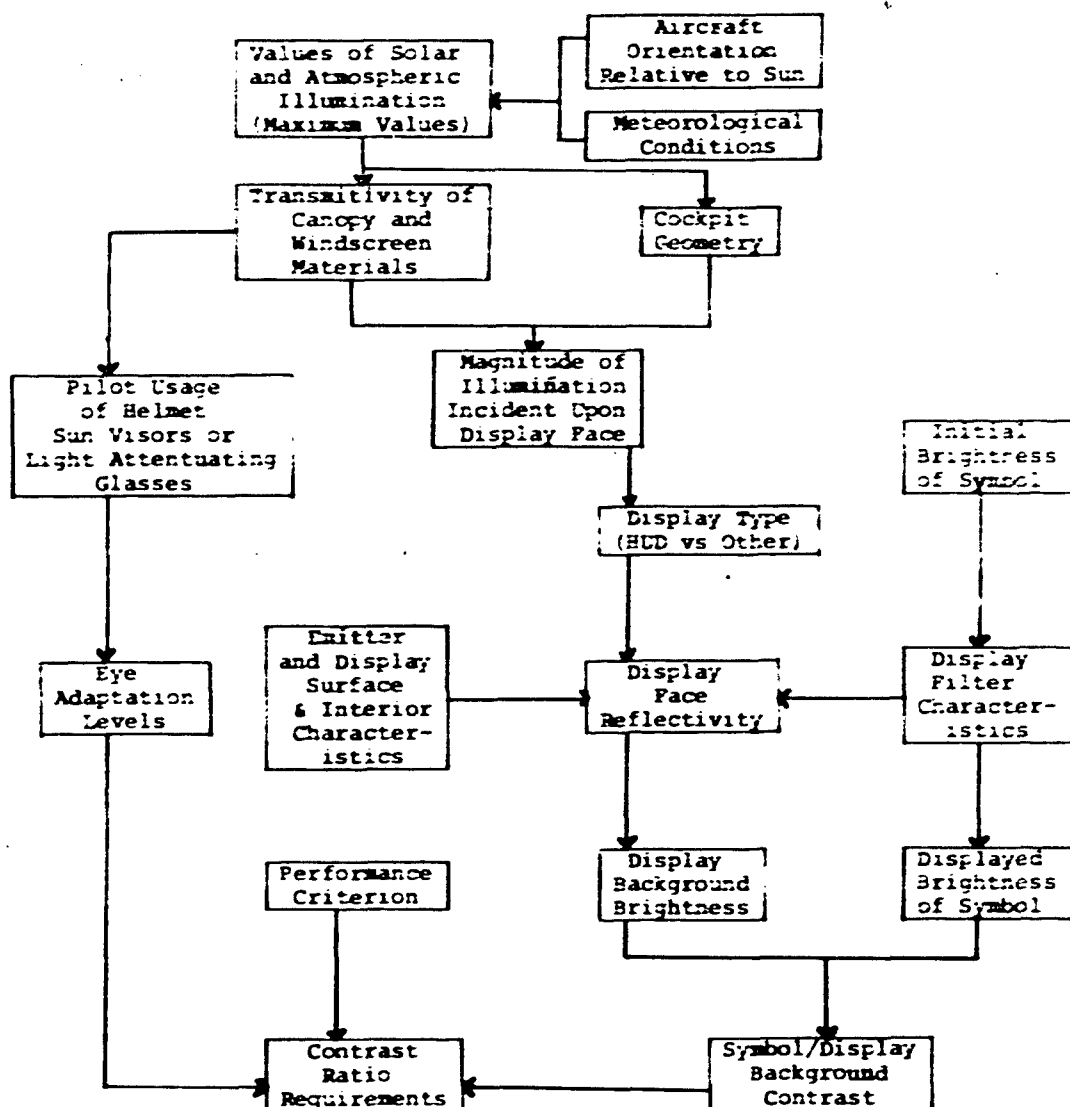 Aircraft
Orientation
Relative to Sun
Values of Solar
and Atmospheric
Illumination
(Maximum Values)
Meteorological
Conditions
Transmitivity of
Canopy and
Windscreen
Materials
Cockpit
Geometry
Magnitude of
Illumination
Incident Upon
Display Face
Pilot Usage
of Helmet
Sun Visors or
Light Attentuating
Glasses
Initial
Brightness
of Symbol
Display Type
(HUD vs Other)
Emitter
and Display
Surface
& Interior
Character-
istics
Eye
Adaptation
Levels
Display
Face
Reflectivity
Display
Filter
Character-
istics
Performance
Criterion
Display
Background
Brightness
Displayed
Brightness
of Symbol
Contrast
Ratio
Requirements
Symbol/Display
Background
Contrast